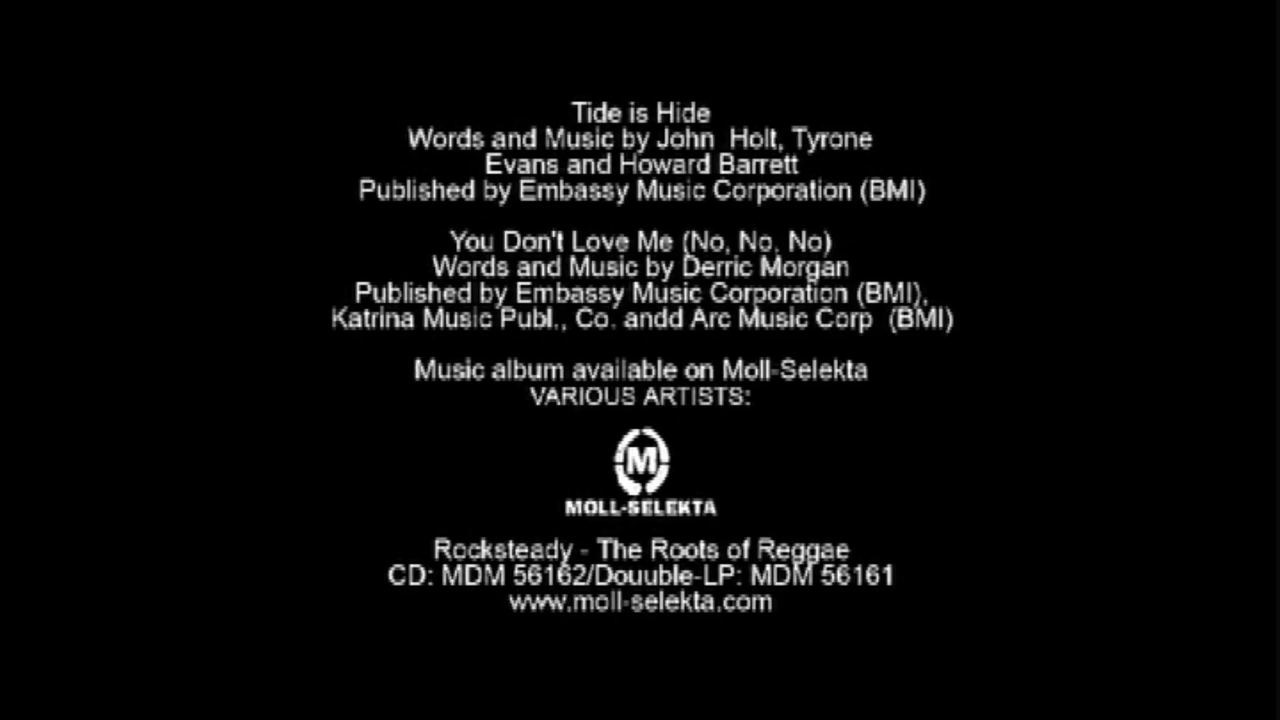 Tide is Hide
Words and Music by John  Holt, Tyrone
Evans and Howard Barrett
Published by Embassy Music Corporation (BMI)
You Don't Love Me (No, No, No)
Words and Music by Derric Morgan
Published by Embassy Music Corporation (BMI),
Katrina Music Publ., Co. andd Arc Music Corp  (BMI)
Music album available on Moll-Selekta
VARIOUS ARTISTS:
M
MOLL-SELEKTA
Rocksteady - The Roots of Reggae
CD: MDM 56162/Douuble-LP: MDM 56161
www.moll-selekta.com